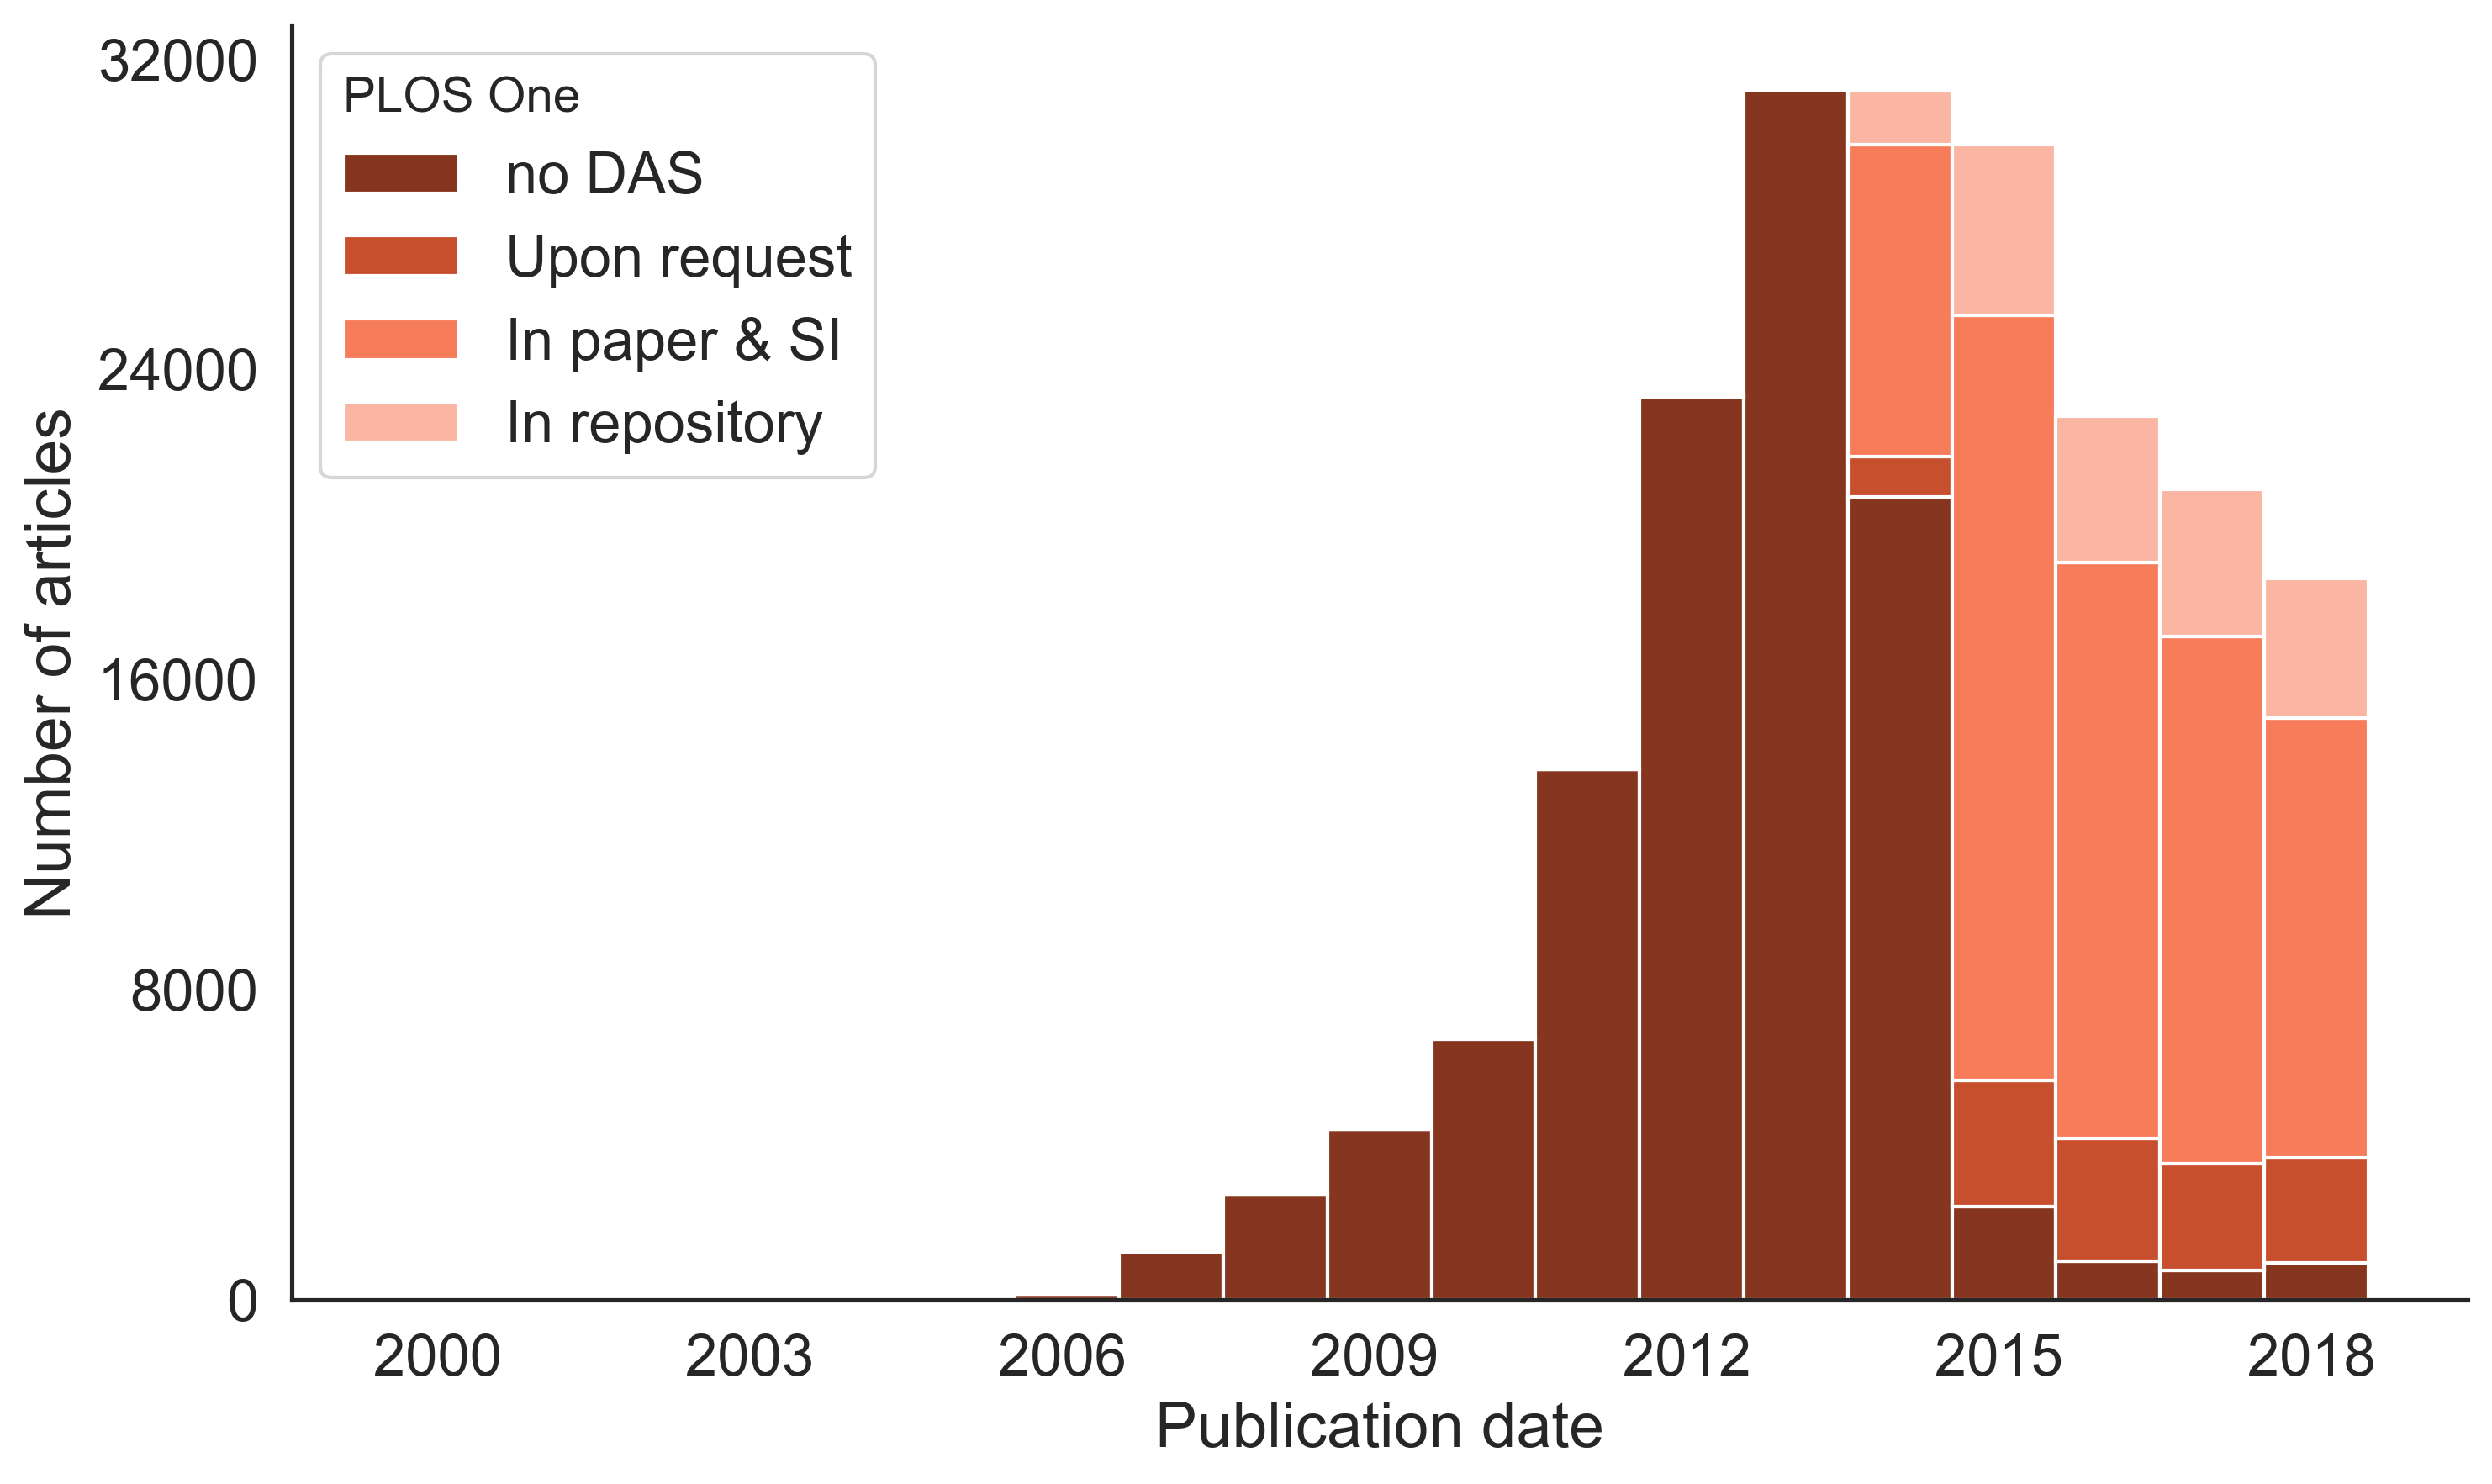 PLOS One
no DAS
Upon request
In paper & SI
In repository
Number of articles
32000
24000
16000
8000
0
2000 2003 2006 2009 2012 2015 2018
Publication date